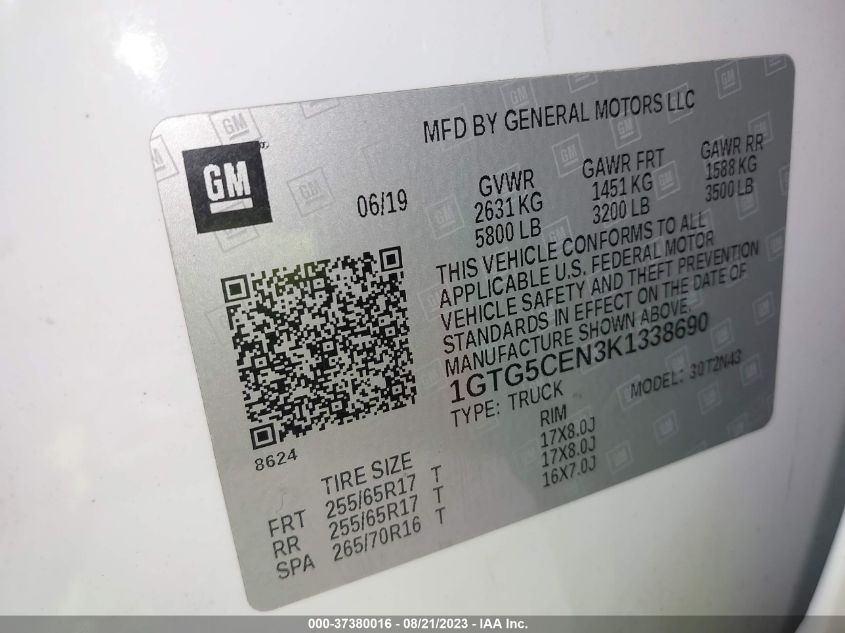 MFD BY GENERAL MOTORS LLC
GM
06/19
GVWR GAWR FRT GAWR RR
2631 KG 1451 KG 1588 KG
5800 LB 3200 LB 3500 LB
THIS VEHICLE CONFORMS TO ALL
APPLICABLE U.S. FEDERAL MOTOR
VEHICLE SAFETY AND THEFT PREVENTION
STANDARDS IN EFFECT ON THE DATE OF
MANUFACTURE SHOWN ABOVE.
1GTG5CEN3K1338690
TYPE: TRUCK MODEL: 30T2N43
8624
TIRE SIZE RIM
FRT 255/65R17 T 17X8.0J
RR 255/65R17 T 17X8.0J
SPA 265/70R16 T 16X7.0J
000-37380016 - 08/21/2023 - IAA Inc.